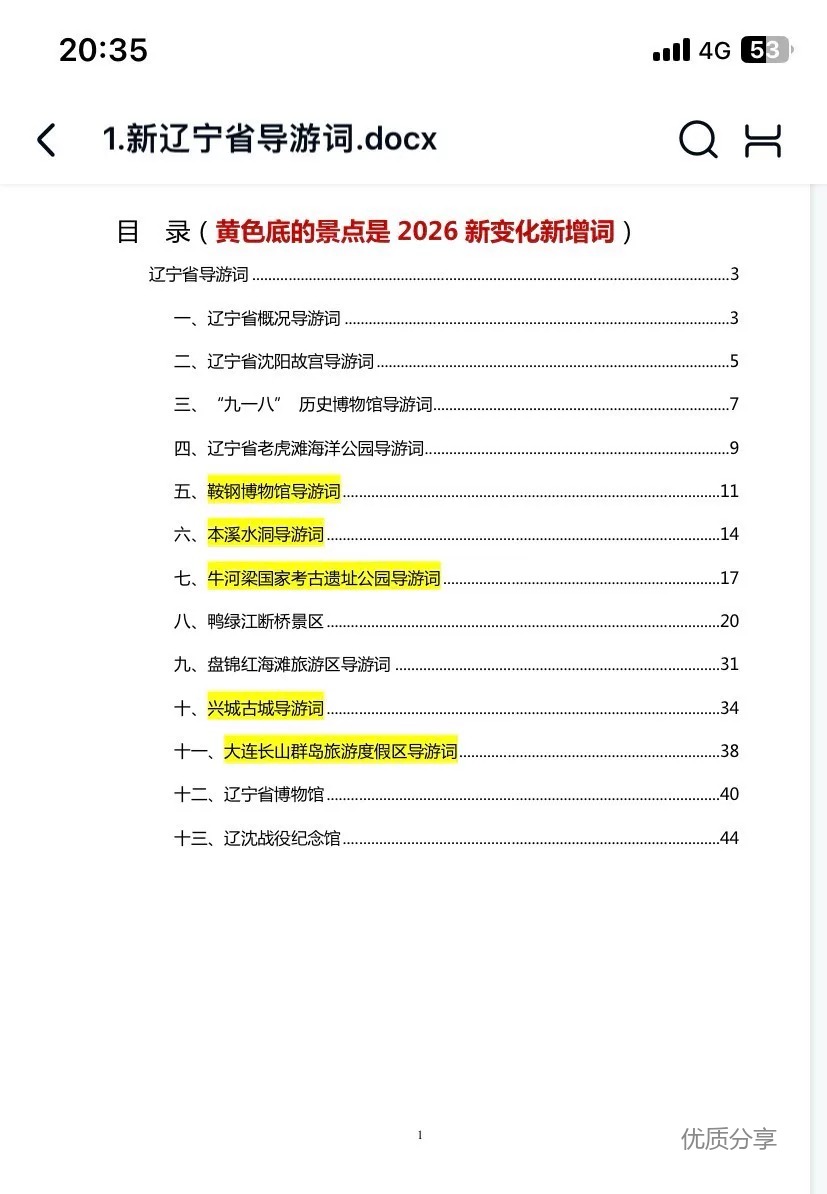 20:35
4G 53
1.新辽宁省导游词.docx
目 录（黄色底的景点是 2026 新变化新增词）
辽宁省导游词............3
一、辽宁省概况导游词............3
二、辽宁省沈阳故宫导游词............5
三、“九一八” 历史博物馆导游词............7
四、辽宁省老虎滩海洋公园导游词............9
五、鞍钢博物馆导游词............11
六、本溪水洞导游词............14
七、牛河梁国家考古遗址公园导游词............17
八、鸭绿江断桥景区............20
九、盘锦红海滩旅游区导游词............31
十、兴城古城导游词............34
十一、大连长山群岛旅游度假区导游词............38
十二、辽宁省博物馆............40
十三、辽沈战役纪念馆............44
1
优质分享